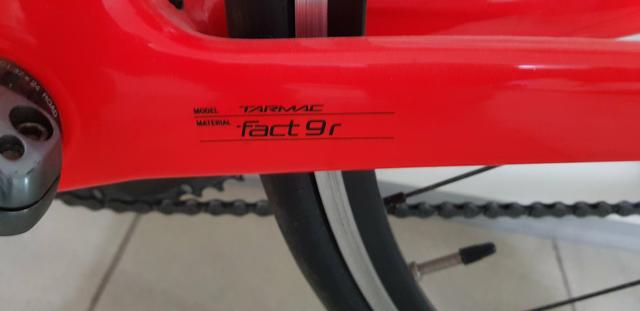 MODEL TARMAC
MATERIAL fact 9r